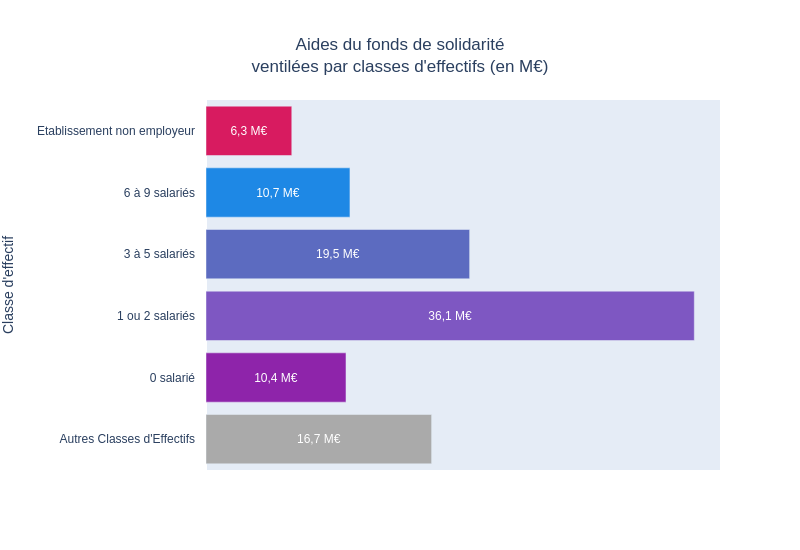 Aides du fonds de solidarité
ventilées par classes d'effectifs (en M€)
Classe d'effectif
Etablissement non employeur
6,3 M€
6 à 9 salariés
10,7 M€
3 à 5 salariés
19,5 M€
1 ou 2 salariés
36,1 M€
0 salarié
10,4 M€
Autres Classes d'Effectifs
16,7 M€